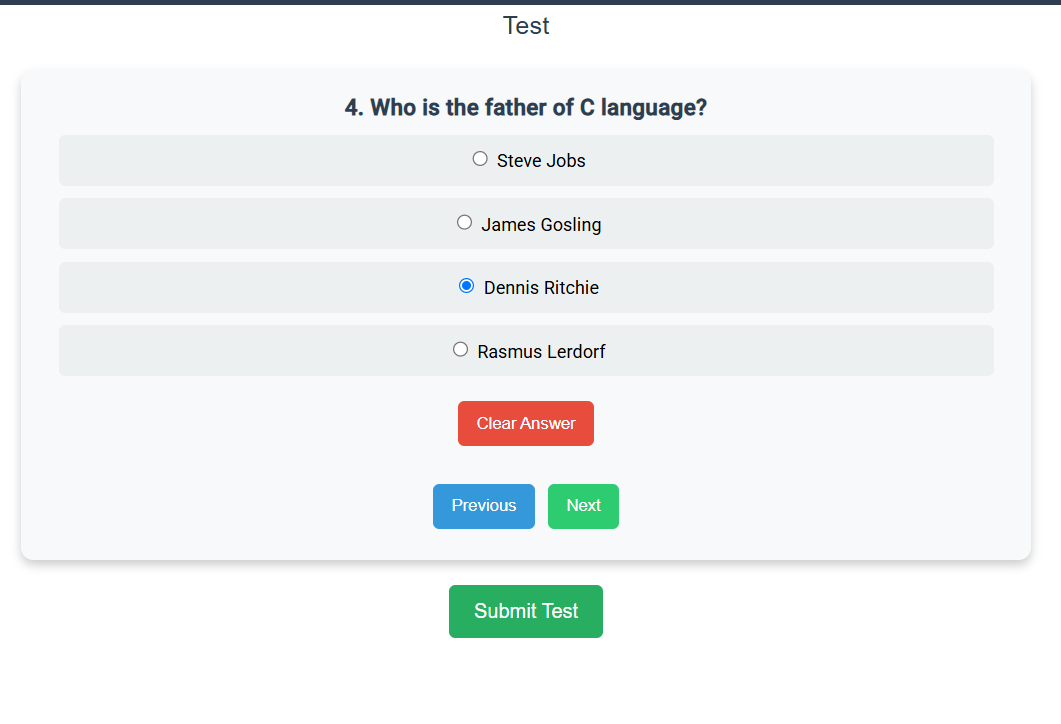 Test
4. Who is the father of C language?
Steve Jobs
James Gosling
Dennis Ritchie
Rasmus Lerdorf
Clear Answer
Previous Next
Submit Test